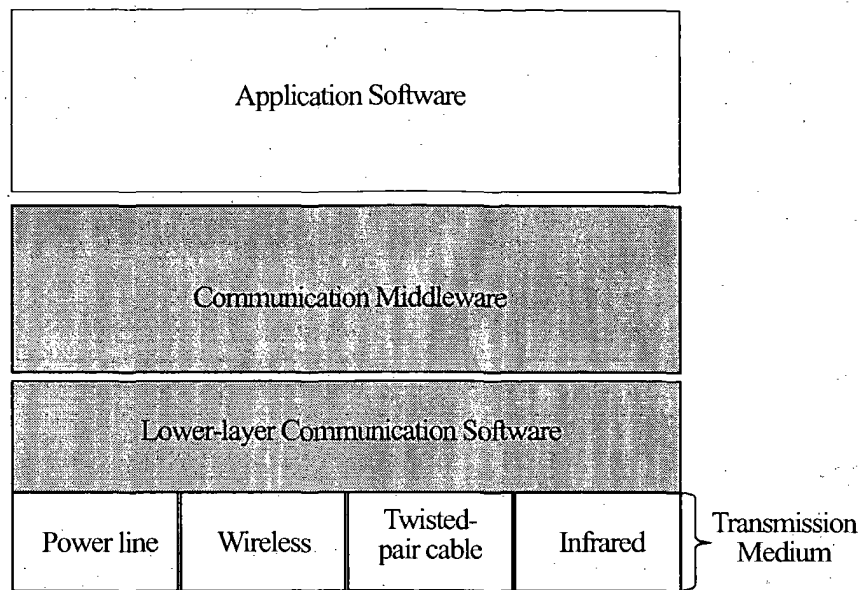 Application Software
Communication Middleware
Lower-layer Communication Software
Power line
Wireless
Twisted-
pair cable
Infrared
Transmission
Medium